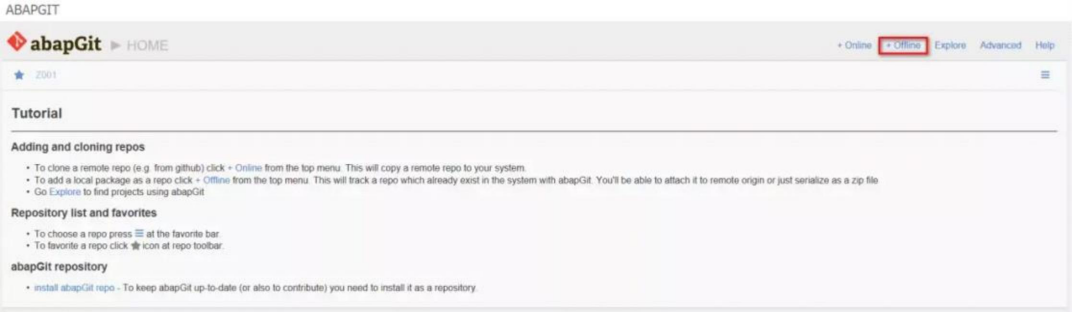 ABAPGIT
abapGit ▶ HOME
+ Online + Offline Explore Advanced Help
★ Z001 ≡
Tutorial
Adding and cloning repos
• To clone a remote repo (e.g. from github) click + Online from the top menu. This will copy a remote repo to your system.
• To add a local package as a repo click + Offline from the top menu. This will track a repo which already exist in the system with abapGit. You'll be able to attach it to remote origin or just serialize as a zip file
• Go Explore to find projects using abapGit
Repository list and favorites
• To choose a repo press ≡ at the favorite bar.
• To favorite a repo click ★ icon at repo toolbar.
abapGit repository
• install abapGit repo - To keep abapGit up-to-date (or also to contribute) you need to install it as a repository.